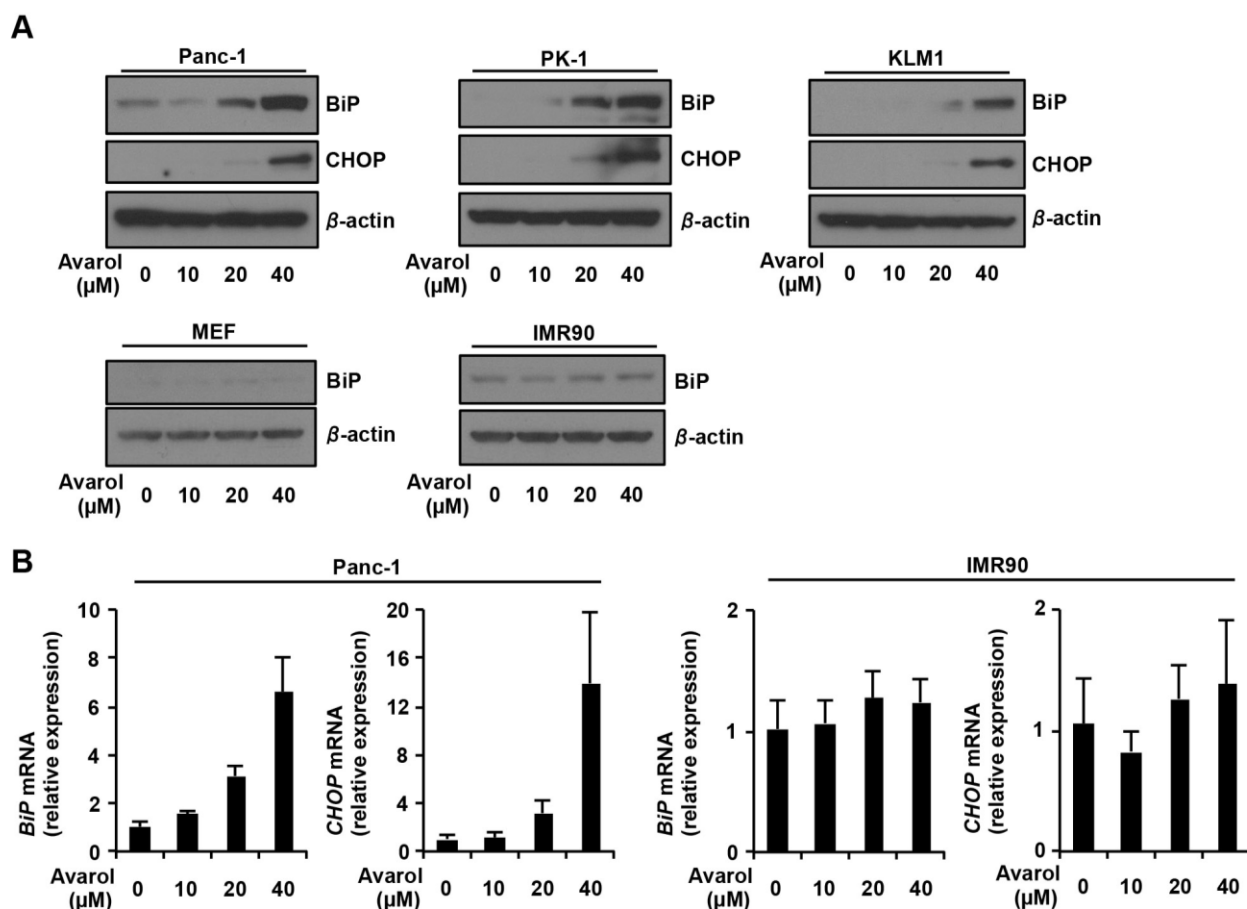 A
Panc-1
BiP
CHOP
β-actin
Avarol
(µM)
0 10 20 40
PK-1
BiP
CHOP
β-actin
Avarol
(µM)
0 10 20 40
KLM1
BiP
CHOP
β-actin
Avarol
(µM)
0 10 20 40
MEF
BiP
β-actin
Avarol
(µM)
0 10 20 40
IMR90
BiP
β-actin
Avarol
(µM)
0 10 20 40
B
Panc-1
BiP mRNA
(relative expression)
10
8
6
4
2
0
Avarol
(µM)
0 10 20 40
CHOP mRNA
(relative expression)
20
16
12
8
4
0
Avarol
(µM)
0 10 20 40
IMR90
BiP mRNA
(relative expression)
2
1
0
Avarol
(µM)
0 10 20 40
CHOP mRNA
(relative expression)
2
1
0
Avarol
(µM)
0 10 20 40